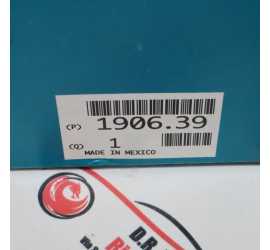 (P) 1906.39
(Q) 1
MADE IN MEXICO
D.R.